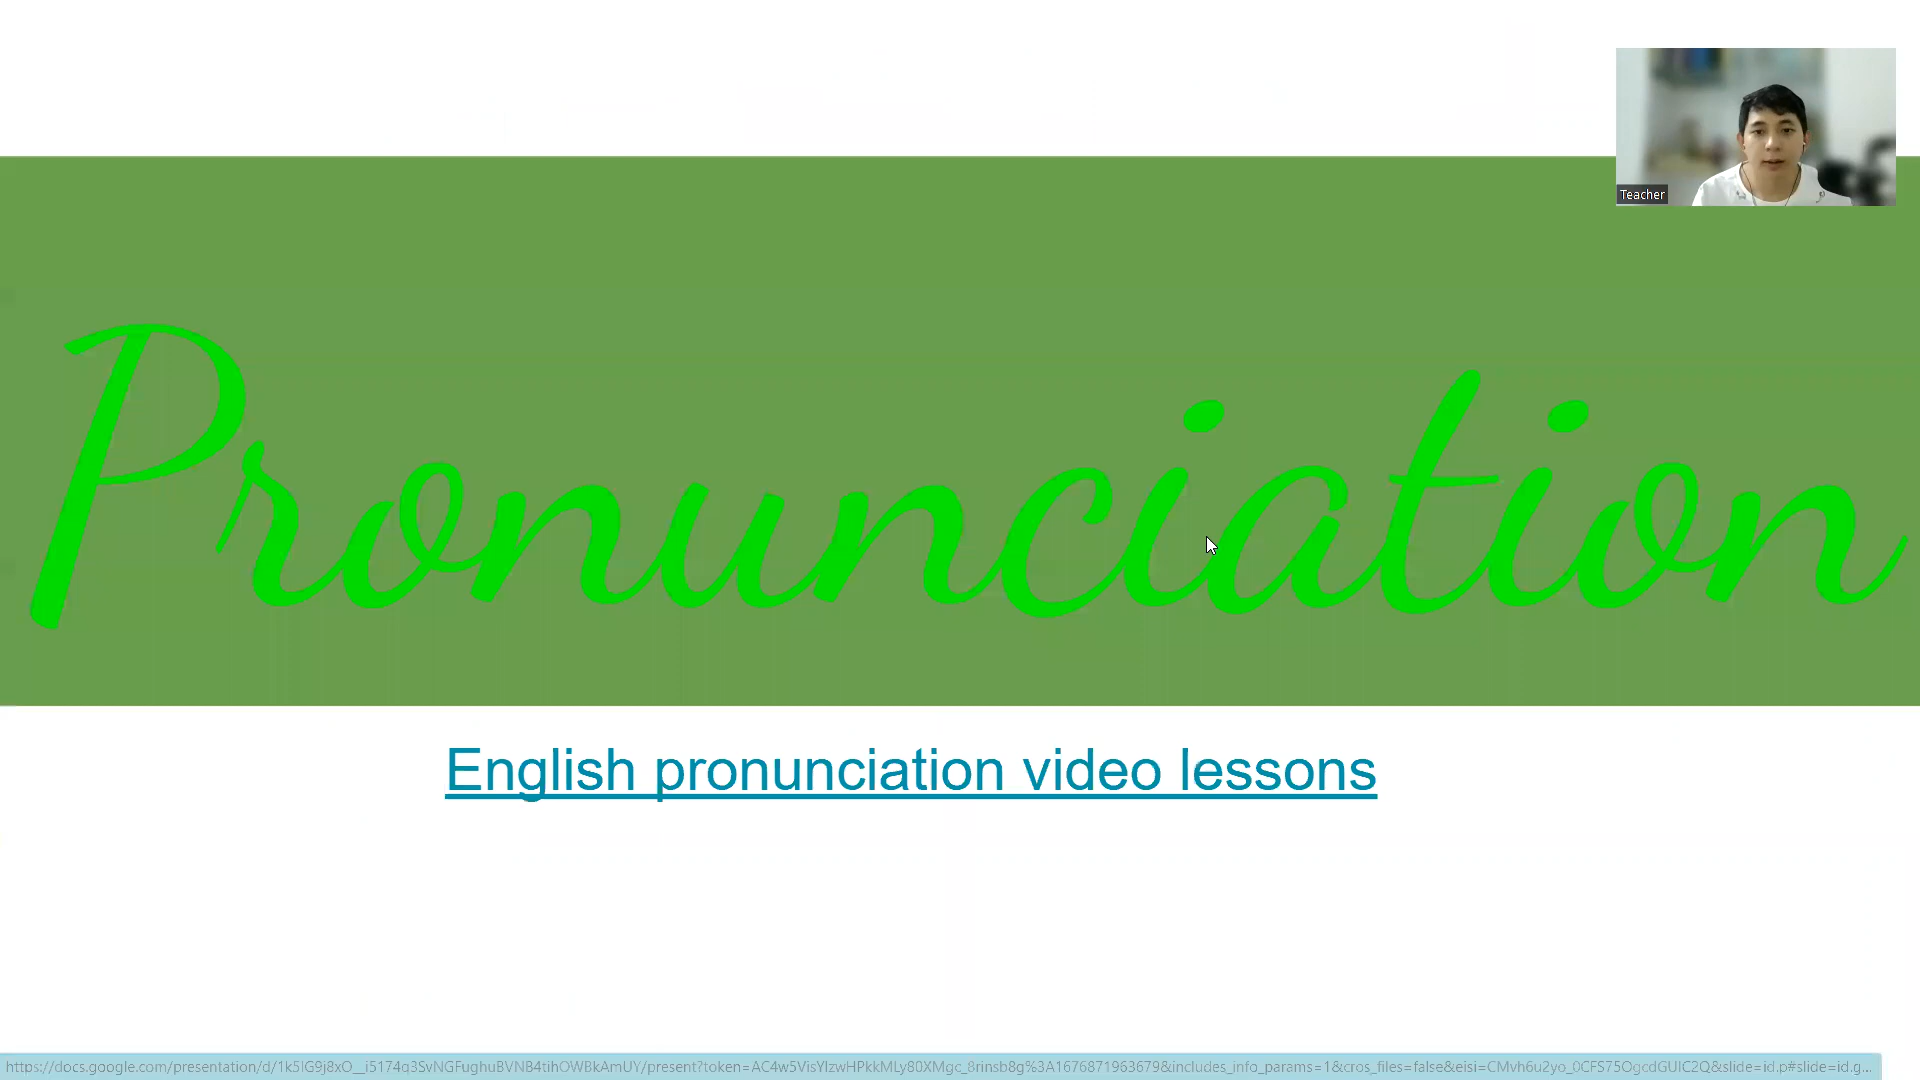 Teacher
Pronunciation
English pronunciation video lessons